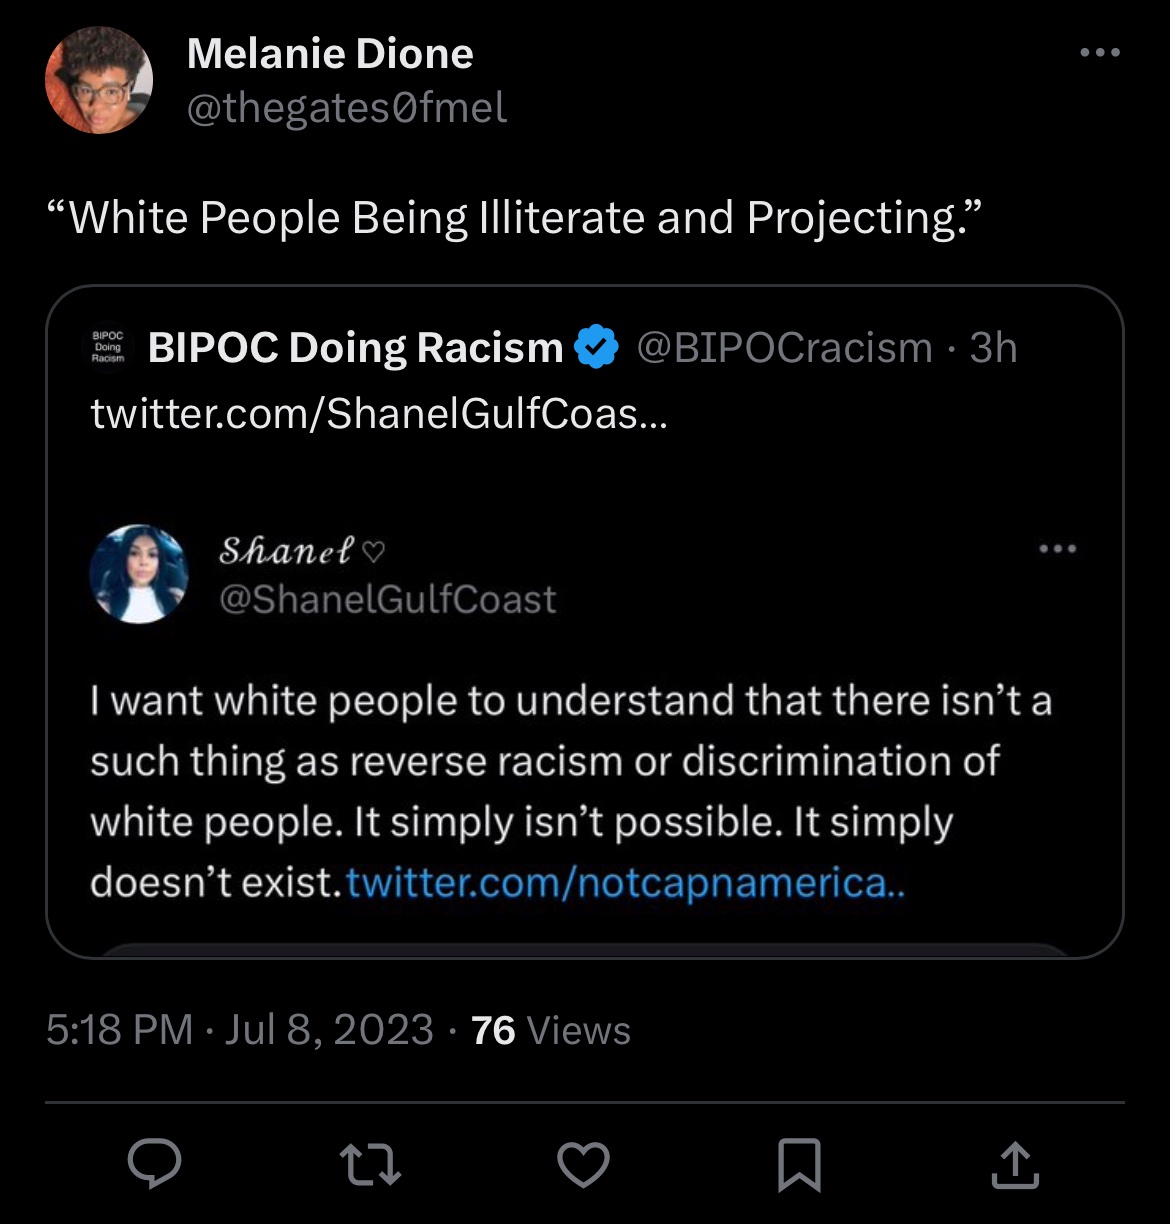 Melanie Dione
@thegates0fmel
“White People Being Illiterate and Projecting.”
BIPOC
Doing
Racism
BIPOC Doing Racism @BIPOCracism · 3h
twitter.com/ShanelGulfCoas...
𝒮𝒽𝒶𝓃ℯ𝓁 ♡
@ShanelGulfCoast
I want white people to understand that there isn’t a
such thing as reverse racism or discrimination of
white people. It simply isn’t possible. It simply
doesn’t exist.twitter.com/notcapnamerica..
5:18 PM · Jul 8, 2023 · 76 Views